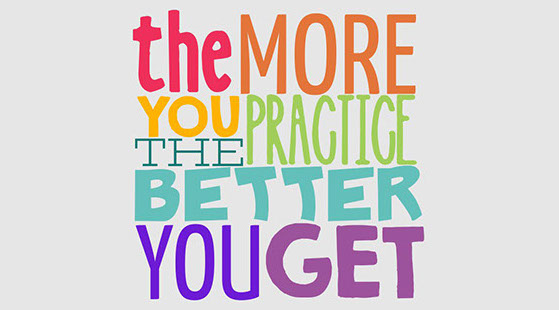 the MORE
YOU PRACTICE
THE
BETTER
YOU GET